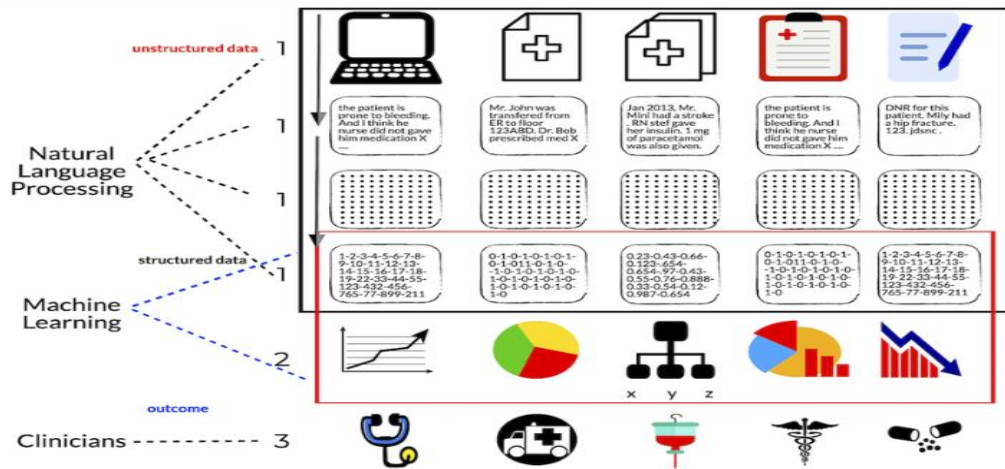 unstructured data 1
the patient is
prone to bleeding.
And I think he
nurse did not gave
him medication X
...
Mr. John was
transfered from
ER to floor
123ABD. Dr. Bob
prescribed med X
Jan 2013, Mr.
Mini had a stroke
. RN stef gave
her insulin. 1 mg
of paracetamol
was also given.
the patient is
prone to
bleeding. And I
think he nurse
did not gave him
medication X ....
DNR for this
patient. Mily had
a hip fracture.
123. jdsnc .
1
Natural
Language
Processing
1
structured data
1
1-2-3-4-5-6-7-8-
9-10-11-12-13-
14-15-16-17-18-
19-22-33-44-55-
123-432-456-
765-77-899-211
0-1-0-1-0-1-0-1-
0-1-011-0-1-0-
-1-0-1-0-1-0-1-0-
1-0-1-0-1-0-1-0-
1-0-1-0-1-0-1-0-
1-0
0.23-0.43-0.66-
0.123-.654-
0.654-.97-0.43-
0.55-0.76-0.888-
0.33-0.54-0.12-
0.987-0.654
0-1-0-1-0-1-0-1-
0-1-011-0-1-0-
-1-0-1-0-1-0-1-0-
1-0-1-0-1-0-1-0-
1-0-1-0-1-0-1-0-
1-0
1-2-3-4-5-6-7-8-
9-10-11-12-13-
14-15-16-17-18-
19-22-33-44-55-
123-432-456-
765-77-899-211
Machine
Learning
2
x y z
outcome
Clinicians 3